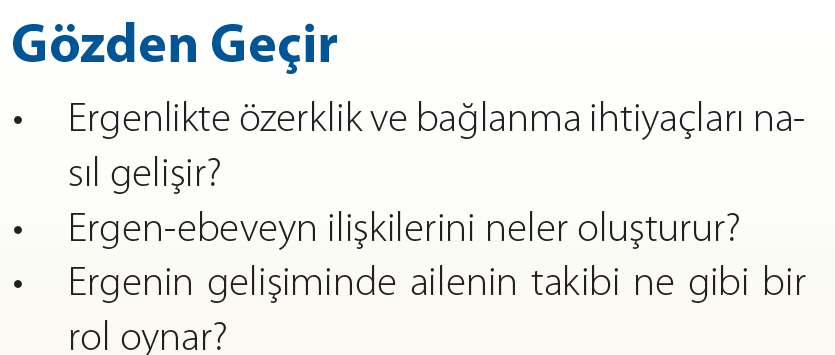 Gözden Geçir
• Ergenlikte özerklik ve bağlanma ihtiyaçları na-
sıl gelişir?
• Ergen-ebeveyn ilişkilerini neler oluşturur?
• Ergenin gelişiminde ailenin takibi ne gibi bir
rol oynar?